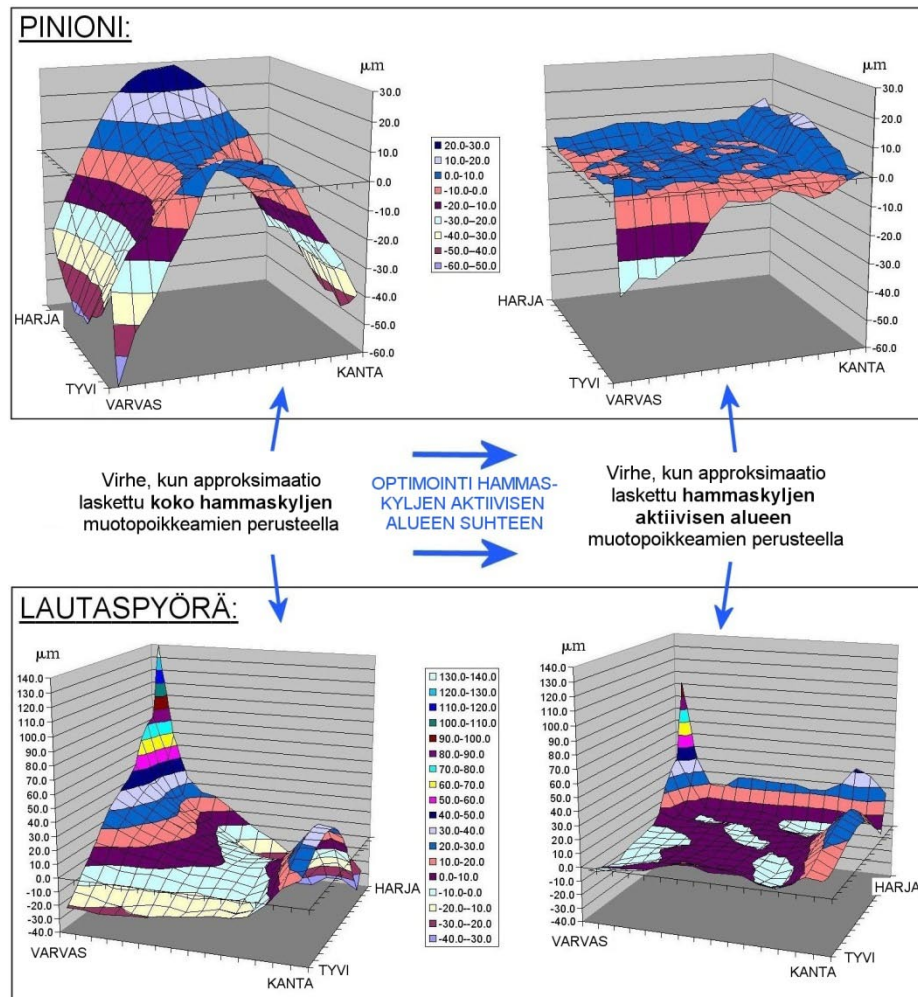 PINIONI:
µm
30.0
20.0
10.0
0.0
-10.0
-20.0
-30.0
-40.0
-50.0
-60.0
HARJA
TYVI
VARVAS
KANTA
20.0-30.0
10.0-20.0
0.0-10.0
-10.0-0.0
-20.0--10.0
-30.0--20.0
-40.0--30.0
-50.0--40.0
-60.0--50.0
µm
30.0
20.0
10.0
0.0
-10.0
-20.0
-30.0
-40.0
-50.0
-60.0
HARJA
TYVI
VARVAS
KANTA
Virhe, kun approksimaatio
laskettu koko hammaskyljen
muotopoikkeamien perusteella
OPTIMOINTI HAMMAS-
KYLJEN AKTIIVISEN
ALUEEN SUHTEEN
Virhe, kun approksimaatio
laskettu hammaskyljen
aktiivisen alueen
muotopoikkeamien perusteella
LAUTASPYÖRÄ:
µm
140.0
130.0
120.0
110.0
100.0
90.0
80.0
70.0
60.0
50.0
40.0
30.0
20.0
10.0
0.0
-10.0
-20.0
-30.0
-40.0
VARVAS
KANTA
TYVI
HARJA
130.0-140.0
120.0-130.0
110.0-120.0
100.0-110.0
90.0-100.0
80.0-90.0
70.0-80.0
60.0-70.0
50.0-60.0
40.0-50.0
30.0-40.0
20.0-30.0
10.0-20.0
0.0-10.0
-10.0-0.0
-20.0--10.0
-30.0--20.0
-40.0--30.0
µm
140.0
130.0
120.0
110.0
100.0
90.0
80.0
70.0
60.0
50.0
40.0
30.0
20.0
10.0
0.0
-10.0
-20.0
-30.0
-40.0
VARVAS
KANTA
TYVI
HARJA